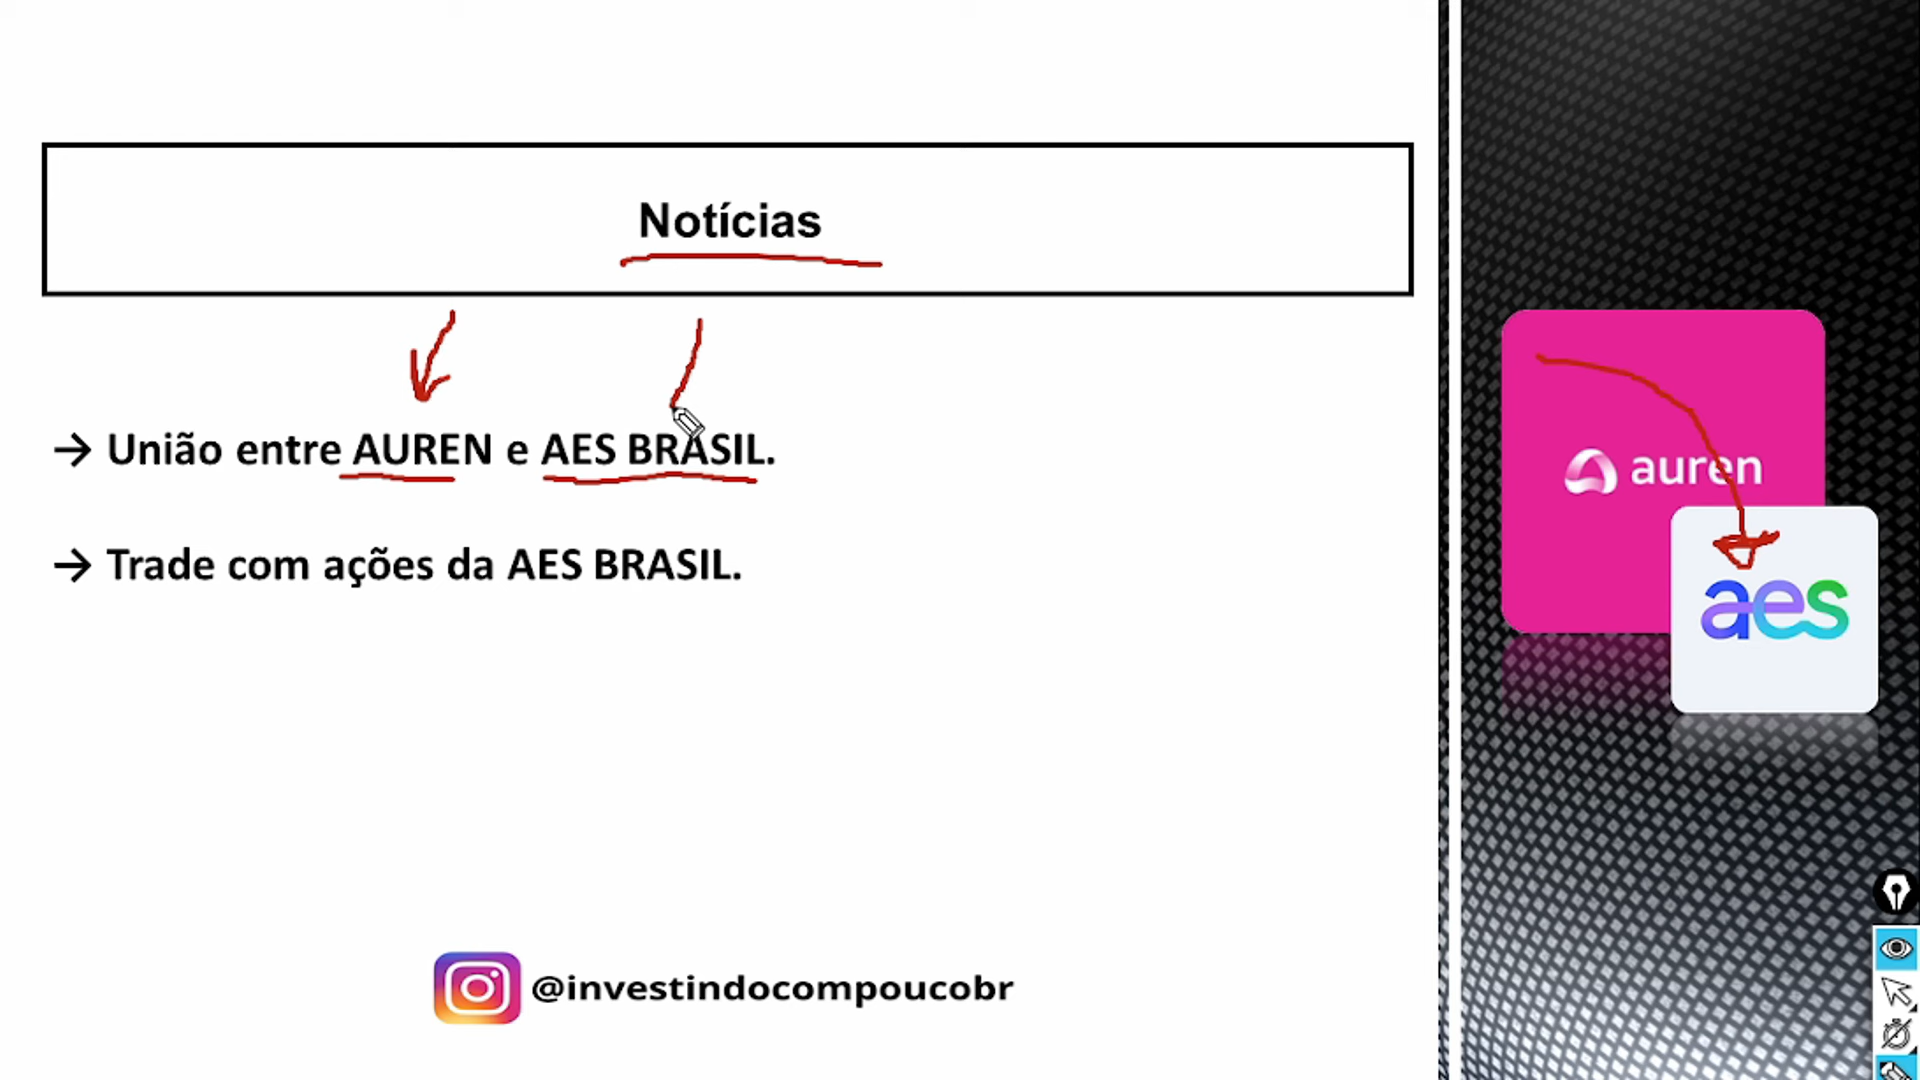 Notícias
→ União entre AUREN e AES BRASIL.
→ Trade com ações da AES BRASIL.
auren
aes
@investindocompoucobr